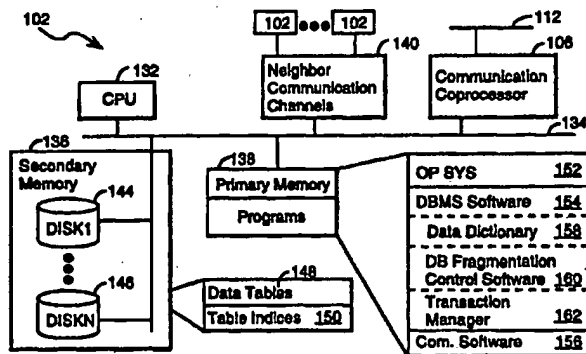 102
102 ●●● 102
112
132
140
106
CPU
Neighbor
Communication
Channels
Communication
Coprocessor
134
138
Secondary
Memory
144
DISK1
146
DISKN
138
Primary Memory
Programs
148
Data Tables
Table Indices 150
OP SYS 152
DBMS Software 154
Data Dictionary 158
DB Fragmentation
Control Software 160
Transaction
Manager 162
Com. Software 156